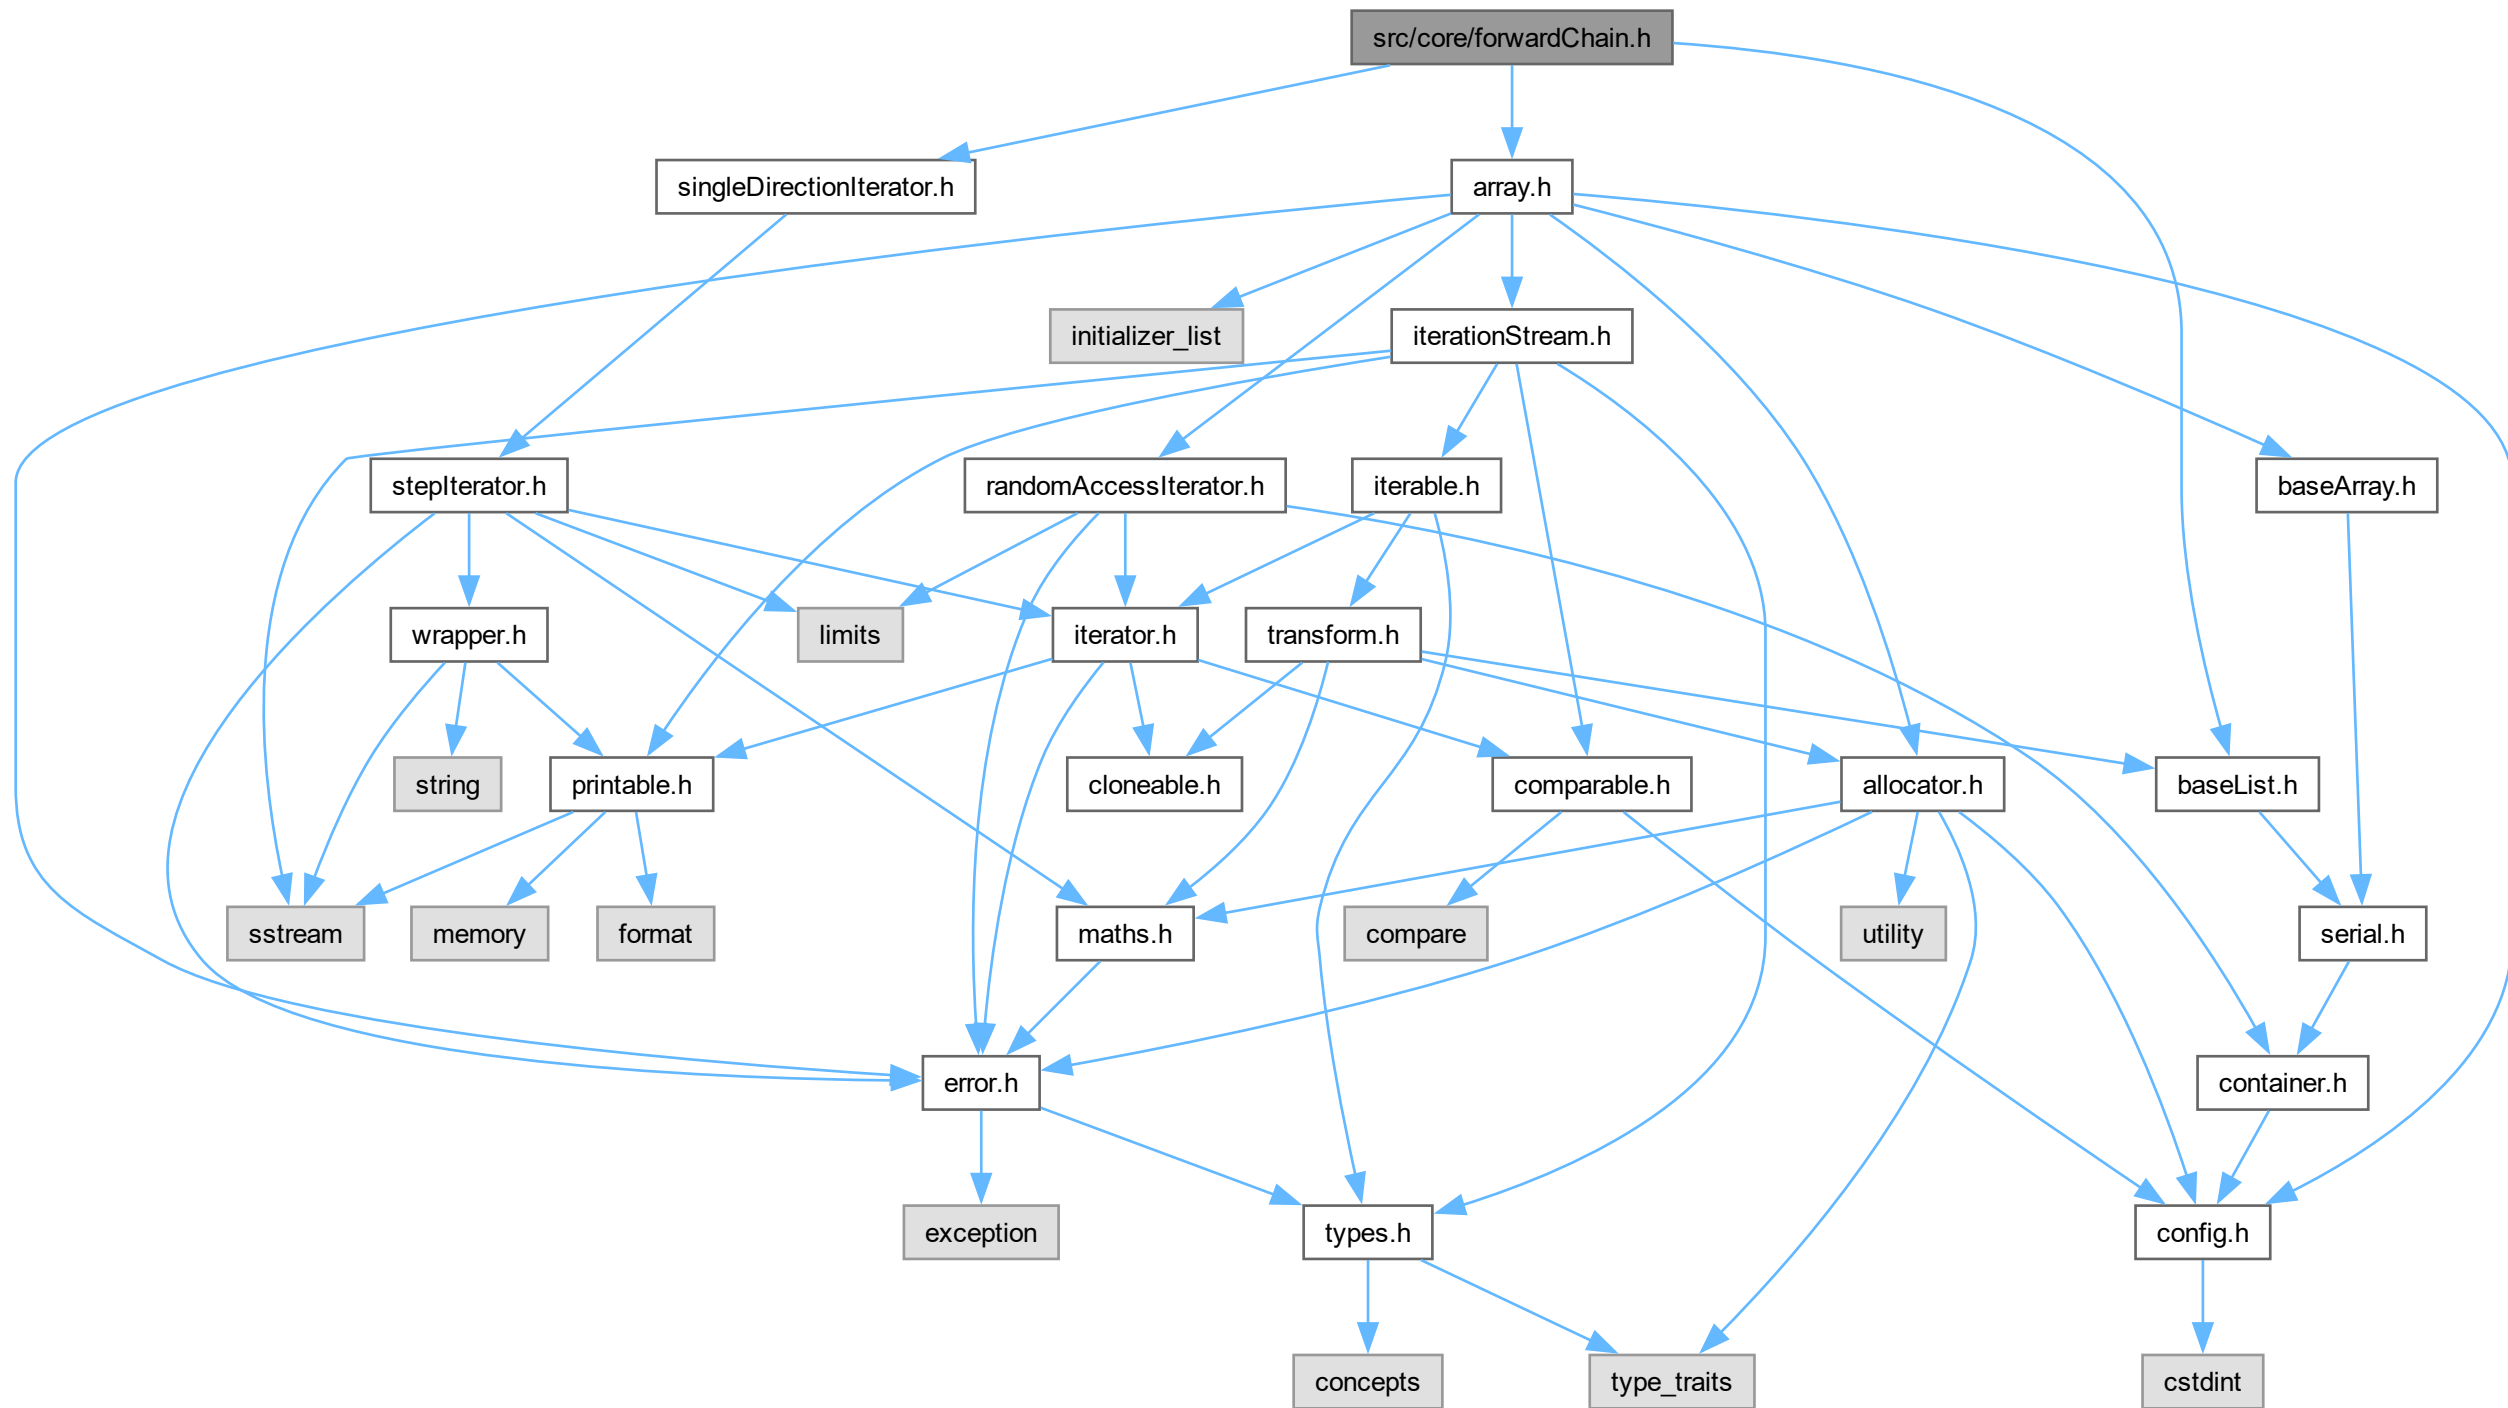 src/core/forwardChain.h
singleDirectionIterator.h
array.h
initializer_list
iterationStream.h
stepIterator.h
randomAccessIterator.h
iterable.h
baseArray.h
wrapper.h
limits
iterator.h
transform.h
string
printable.h
cloneable.h
comparable.h
allocator.h
baseList.h
sstream
memory
format
maths.h
compare
utility
serial.h
error.h
container.h
exception
types.h
config.h
concepts
type_traits
cstdint